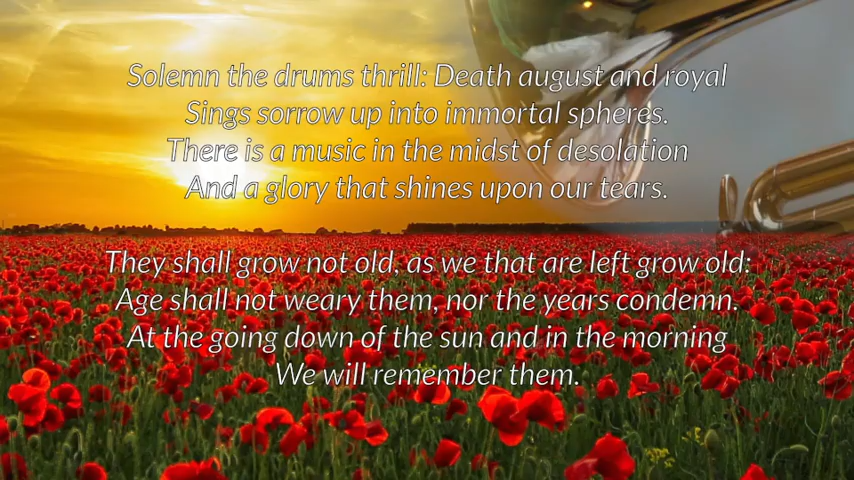 Solemn the drums thrill: Death august and royal
Sings sorrow up into immortal spheres.
There is a music in the midst of desolation
And a glory that shines upon our tears.
They shall grow not old, as we that are left grow old:
Age shall not weary them, nor the years condemn.
At the going down of the sun and in the morning
We will remember them.